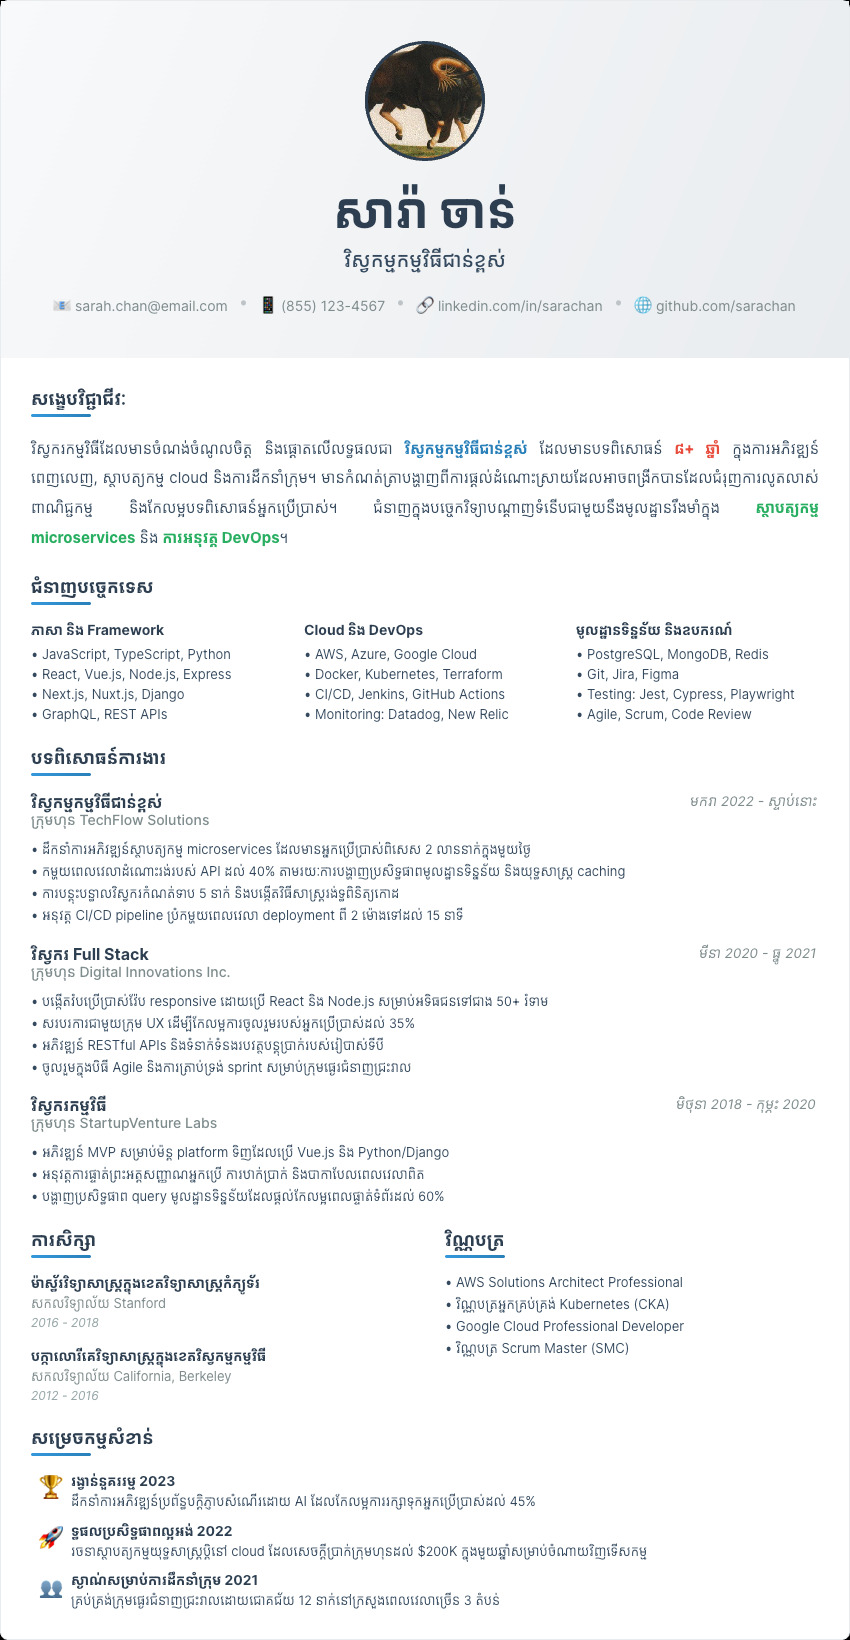 សារ៉ា ចាន់
វិស្វកម្មកម្មវិធីជាន់ខ្ពស់
📧 sarah.chan@email.com • 📱 (855) 123-4567 • 🔗 linkedin.com/in/sarachan • 🌐 github.com/sarachan
សង្ខេបវិជ្ជាជីវៈ
វិស្វករកម្មវិធីដែលមានចំណង់ចំណូលចិត្ត និងផ្តោតលើលទ្ធផលជា វិស្វកម្មកម្មវិធីជាន់ខ្ពស់ ដែលមានបទពិសោធន៍ ៨+ ឆ្នាំ ក្នុងការអភិវឌ្ឍន៍
ពេញលេញ, ស្ថាបត្យកម្ម cloud និងការដឹកនាំក្រុម។ មានកំណត់ត្រាបង្ហាញពីការផ្តល់ដំណោះស្រាយដែលអាចពង្រីកបានដែលជំរុញការលូតលាស់
ពាណិជ្ជកម្ម និងកែលម្អបទពិសោធន៍អ្នកប្រើប្រាស់។ ជំនាញក្នុងបច្ចេកវិទ្យាបណ្តាញទំនើបជាមួយនឹងមូលដ្ឋានរឹងមាំក្នុង ស្ថាបត្យកម្ម
microservices និង ការអនុវត្ត DevOps។
ជំនាញបច្ចេកទេស
ភាសា និង Framework
• JavaScript, TypeScript, Python
• React, Vue.js, Node.js, Express
• Next.js, Nuxt.js, Django
• GraphQL, REST APIs
Cloud និង DevOps
• AWS, Azure, Google Cloud
• Docker, Kubernetes, Terraform
• CI/CD, Jenkins, GitHub Actions
• Monitoring: Datadog, New Relic
មូលដ្ឋានទិន្នន័យ និងឧបករណ៍
• PostgreSQL, MongoDB, Redis
• Git, Jira, Figma
• Testing: Jest, Cypress, Playwright
• Agile, Scrum, Code Review
បទពិសោធន៍ការងារ
វិស្វកម្មកម្មវិធីជាន់ខ្ពស់
មករា 2022 - ស្ទាប់នោះ
ក្រុមហុន TechFlow Solutions
• ដឹកនាំការអភិវឌ្ឍន៍ស្ថាបត្យកម្ម microservices ដែលមានអ្នកប្រើប្រាស់ពិសេស 2 លាននាក់ក្នុងមួយថ្ងៃ
• កម្មយពេលវេលាដំណោះរង់របស់ API ដល់ 40% តាមរយៈការបង្ហាញប្រសិទ្ធផាពមូលដ្ឋានទិន្នន័យ និងយុទ្ធសាស្ត្រ caching
• ការបន្តុះបន្ទាលវិស្វករកំណត់ទាប 5 នាក់ និងបង្កើតវិធីសាស្ត្ររង់ទ្ធពិនិត្យកោដ
• អនុវត្ត CI/CD pipeline ប្រំកម្មយពេលវេលា deployment ពី 2 ម៉ោងទៅដល់ 15 នាទី
វិស្វករ Full Stack
មីនា 2020 - ធ្នូ 2021
ក្រុមហុន Digital Innovations Inc.
• បង្កើតវំបប្រើប្រាស់វ៉ែប responsive ដោយប្រើ React និង Node.js សម្រាប់អទិធជនទៅជាង 50+ រំទាម
• សរបរការជាមួយក្រុម UX ដើម្បីកែលម្អការចូលរួមរបស់អ្នកប្រើប្រាស់ដល់ 35%
• អភិវឌ្ឍន៍ RESTful APIs និងទំនាក់ទំនងរបវត្តបន្តុប្រាក់របស់វៀបាស់ទីបី
• ចូលរួមក្នុងបិធី Agile និងការត្រាប់ទ្រង់ sprint សម្រាប់ក្រុមផ្ទេរជំនាញជ្រះរាល
វិស្វករកម្មវិធី
មិថុនា 2018 - កុម្ភះ 2020
ក្រុមហុន StartupVenture Labs
• អភិវឌ្ឍន៍ MVP សម្រាប់ម៉ន្ត platform ទិញដែលប្រើ Vue.js និង Python/Django
• អនុវត្តការផ្ទាត់ព្រះអត្តសញ្ញាណអ្នកប្រើ ការហក់ប្រាក់ និងបាកាបែលពេលវេលាពិត
• បង្ហាញប្រសិទ្ធផាព query មូលដ្ឋានទិន្នន័យដែលផ្តល់កែលម្អពេលផ្ទាត់ទំព័រដល់ 60%
ការសិក្សា
ម៉ាស្ទ័រវិទ្យាសាស្ត្រក្នុងខេតវិទ្យាសាស្ត្រកំភ្យូទ័រ
សកលវិទ្យាល័យ Stanford
2016 - 2018
បក្កាលោរីគេវិទ្យាសាស្ត្រក្នុងខេតវិស្វកម្មកម្មវិធី
សកលវិទ្យាល័យ California, Berkeley
2012 - 2016
វិញ្ញបត្រ
• AWS Solutions Architect Professional
• វិញ្ញបត្រអ្នកគ្រប់គ្រង់ Kubernetes (CKA)
• Google Cloud Professional Developer
• វិញ្ញបត្រ Scrum Master (SMC)
សម្រេចកម្មសំខាន់
🏆 រង្វាន់នួតររម្ម 2023
ដឹកនាំការអភិវឌ្ឍន៍ប្រព័ន្ធបក្តិភ្ញាបសំណើរដោយ AI ដែលកែលម្អការរក្សាទុកអ្នកប្រើប្រាស់ដល់ 45%
🚀 ទ្ធផលប្រសិទ្ធផាពល្អអង់ 2022
រចនាស្ថាបត្យកម្មយុទ្ធសាស្ត្រប្តិនៅ cloud ដែលសេចក្តីប្រាក់ក្រុមហុនដល់ $200K ក្នុងមួយឆ្នាំសម្រាប់ចំណាយវិញទើសកម្ម
👥 ស្ងាណ់សម្រាប់ការដឹកនាំក្រុម 2021
គ្រប់គ្រង់ក្រុមផ្ទេរជំនាញជ្រះរាលដោយជោគជ័យ 12 នាក់នៅក្រសួងពេលវេលាច្រើន 3 តំបន់